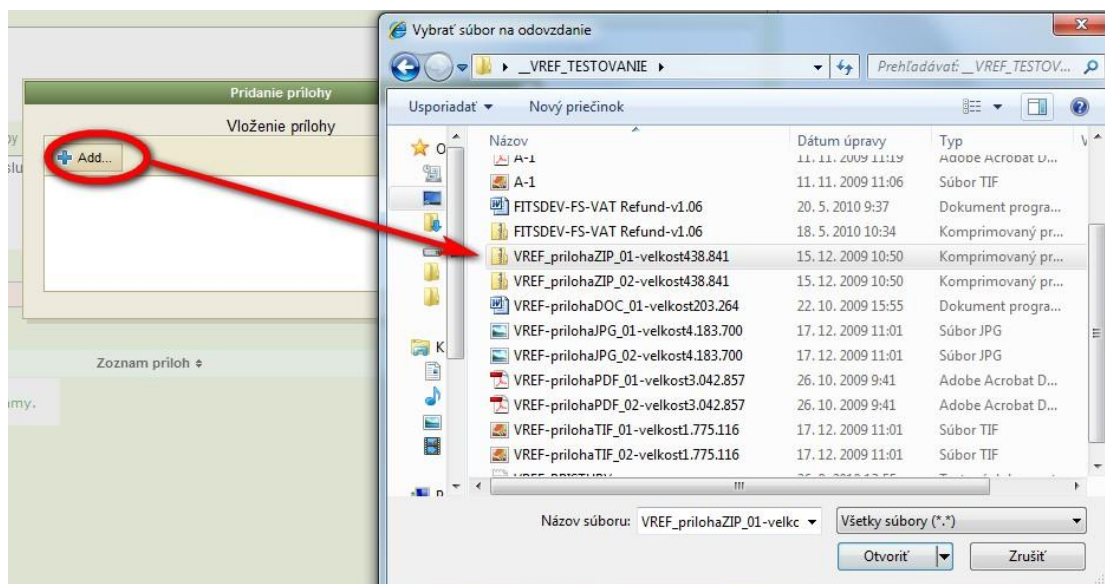 Vybrať súbor na odovzdanie
__VREF_TESTOVANIE
Prehľadávať: __VREF_TESTOV...
Usporiadať
Nový priečinok
Pridanie prílohy
Vloženie prílohy
Add...
Zoznam príloh
amy.
Názov Dátum úpravy Typ
A-1 11. 11. 2009 11:19 Adobe Acrobat D...
A-1 11. 11. 2009 11:06 Súbor TIF
FITSDEV-FS-VAT Refund-v1.06 20. 5. 2010 9:37 Dokument progra...
FITSDEV-FS-VAT Refund-v1.06 18. 5. 2010 10:34 Komprimovaný pr...
VREF_prilohaZIP_01-velkost438.841 15. 12. 2009 10:50 Komprimovaný pr...
VREF_prilohaZIP_02-velkost438.841 15. 12. 2009 10:50 Komprimovaný pr...
VREF-prilohaDOC_01-velkost203.264 22. 10. 2009 15:55 Dokument progra...
VREF-prilohaJPG_01-velkost4.183.700 17. 12. 2009 11:01 Súbor JPG
VREF-prilohaJPG_02-velkost4.183.700 17. 12. 2009 11:01 Súbor JPG
VREF-prilohaPDF_01-velkost3.042.857 26. 10. 2009 9:41 Adobe Acrobat D...
VREF-prilohaPDF_02-velkost3.042.857 26. 10. 2009 9:41 Adobe Acrobat D...
VREF-prilohaTIF_01-velkost1.775.116 17. 12. 2009 11:01 Súbor TIF
VREF-prilohaTIF_02-velkost1.775.116 17. 12. 2009 11:01 Súbor TIF
Názov súboru: VREF_prilohaZIP_01-velkc Všetky súbory (*.*)
Otvoriť Zrušiť